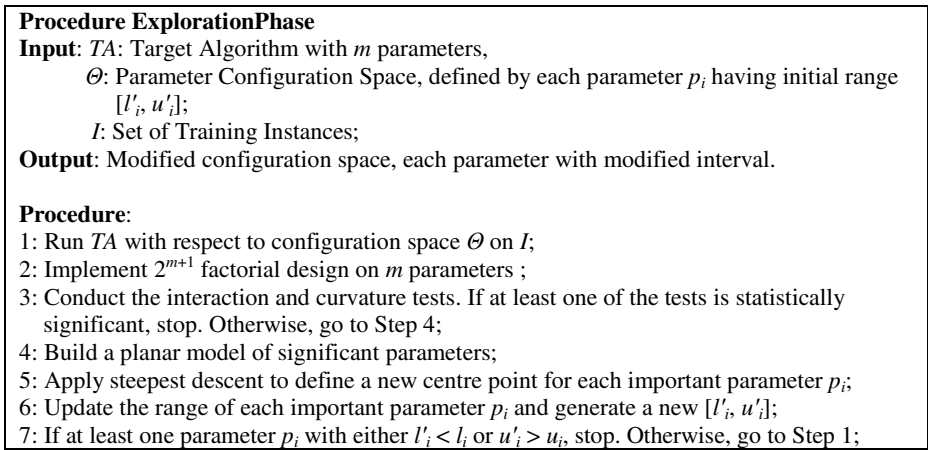 Procedure ExplorationPhase
Input: TA: Target Algorithm with m parameters,
Θ: Parameter Configuration Space, defined by each parameter pᵢ having initial range
[l'ᵢ, u'ᵢ];
I: Set of Training Instances;
Output: Modified configuration space, each parameter with modified interval.
Procedure:
1: Run TA with respect to configuration space Θ on I;
2: Implement 2ᵐ⁺¹ factorial design on m parameters ;
3: Conduct the interaction and curvature tests. If at least one of the tests is statistically
significant, stop. Otherwise, go to Step 4;
4: Build a planar model of significant parameters;
5: Apply steepest descent to define a new centre point for each important parameter pᵢ;
6: Update the range of each important parameter pᵢ and generate a new [l'ᵢ, u'ᵢ];
7: If at least one parameter pᵢ with either l'ᵢ < lᵢ or u'ᵢ > uᵢ, stop. Otherwise, go to Step 1;